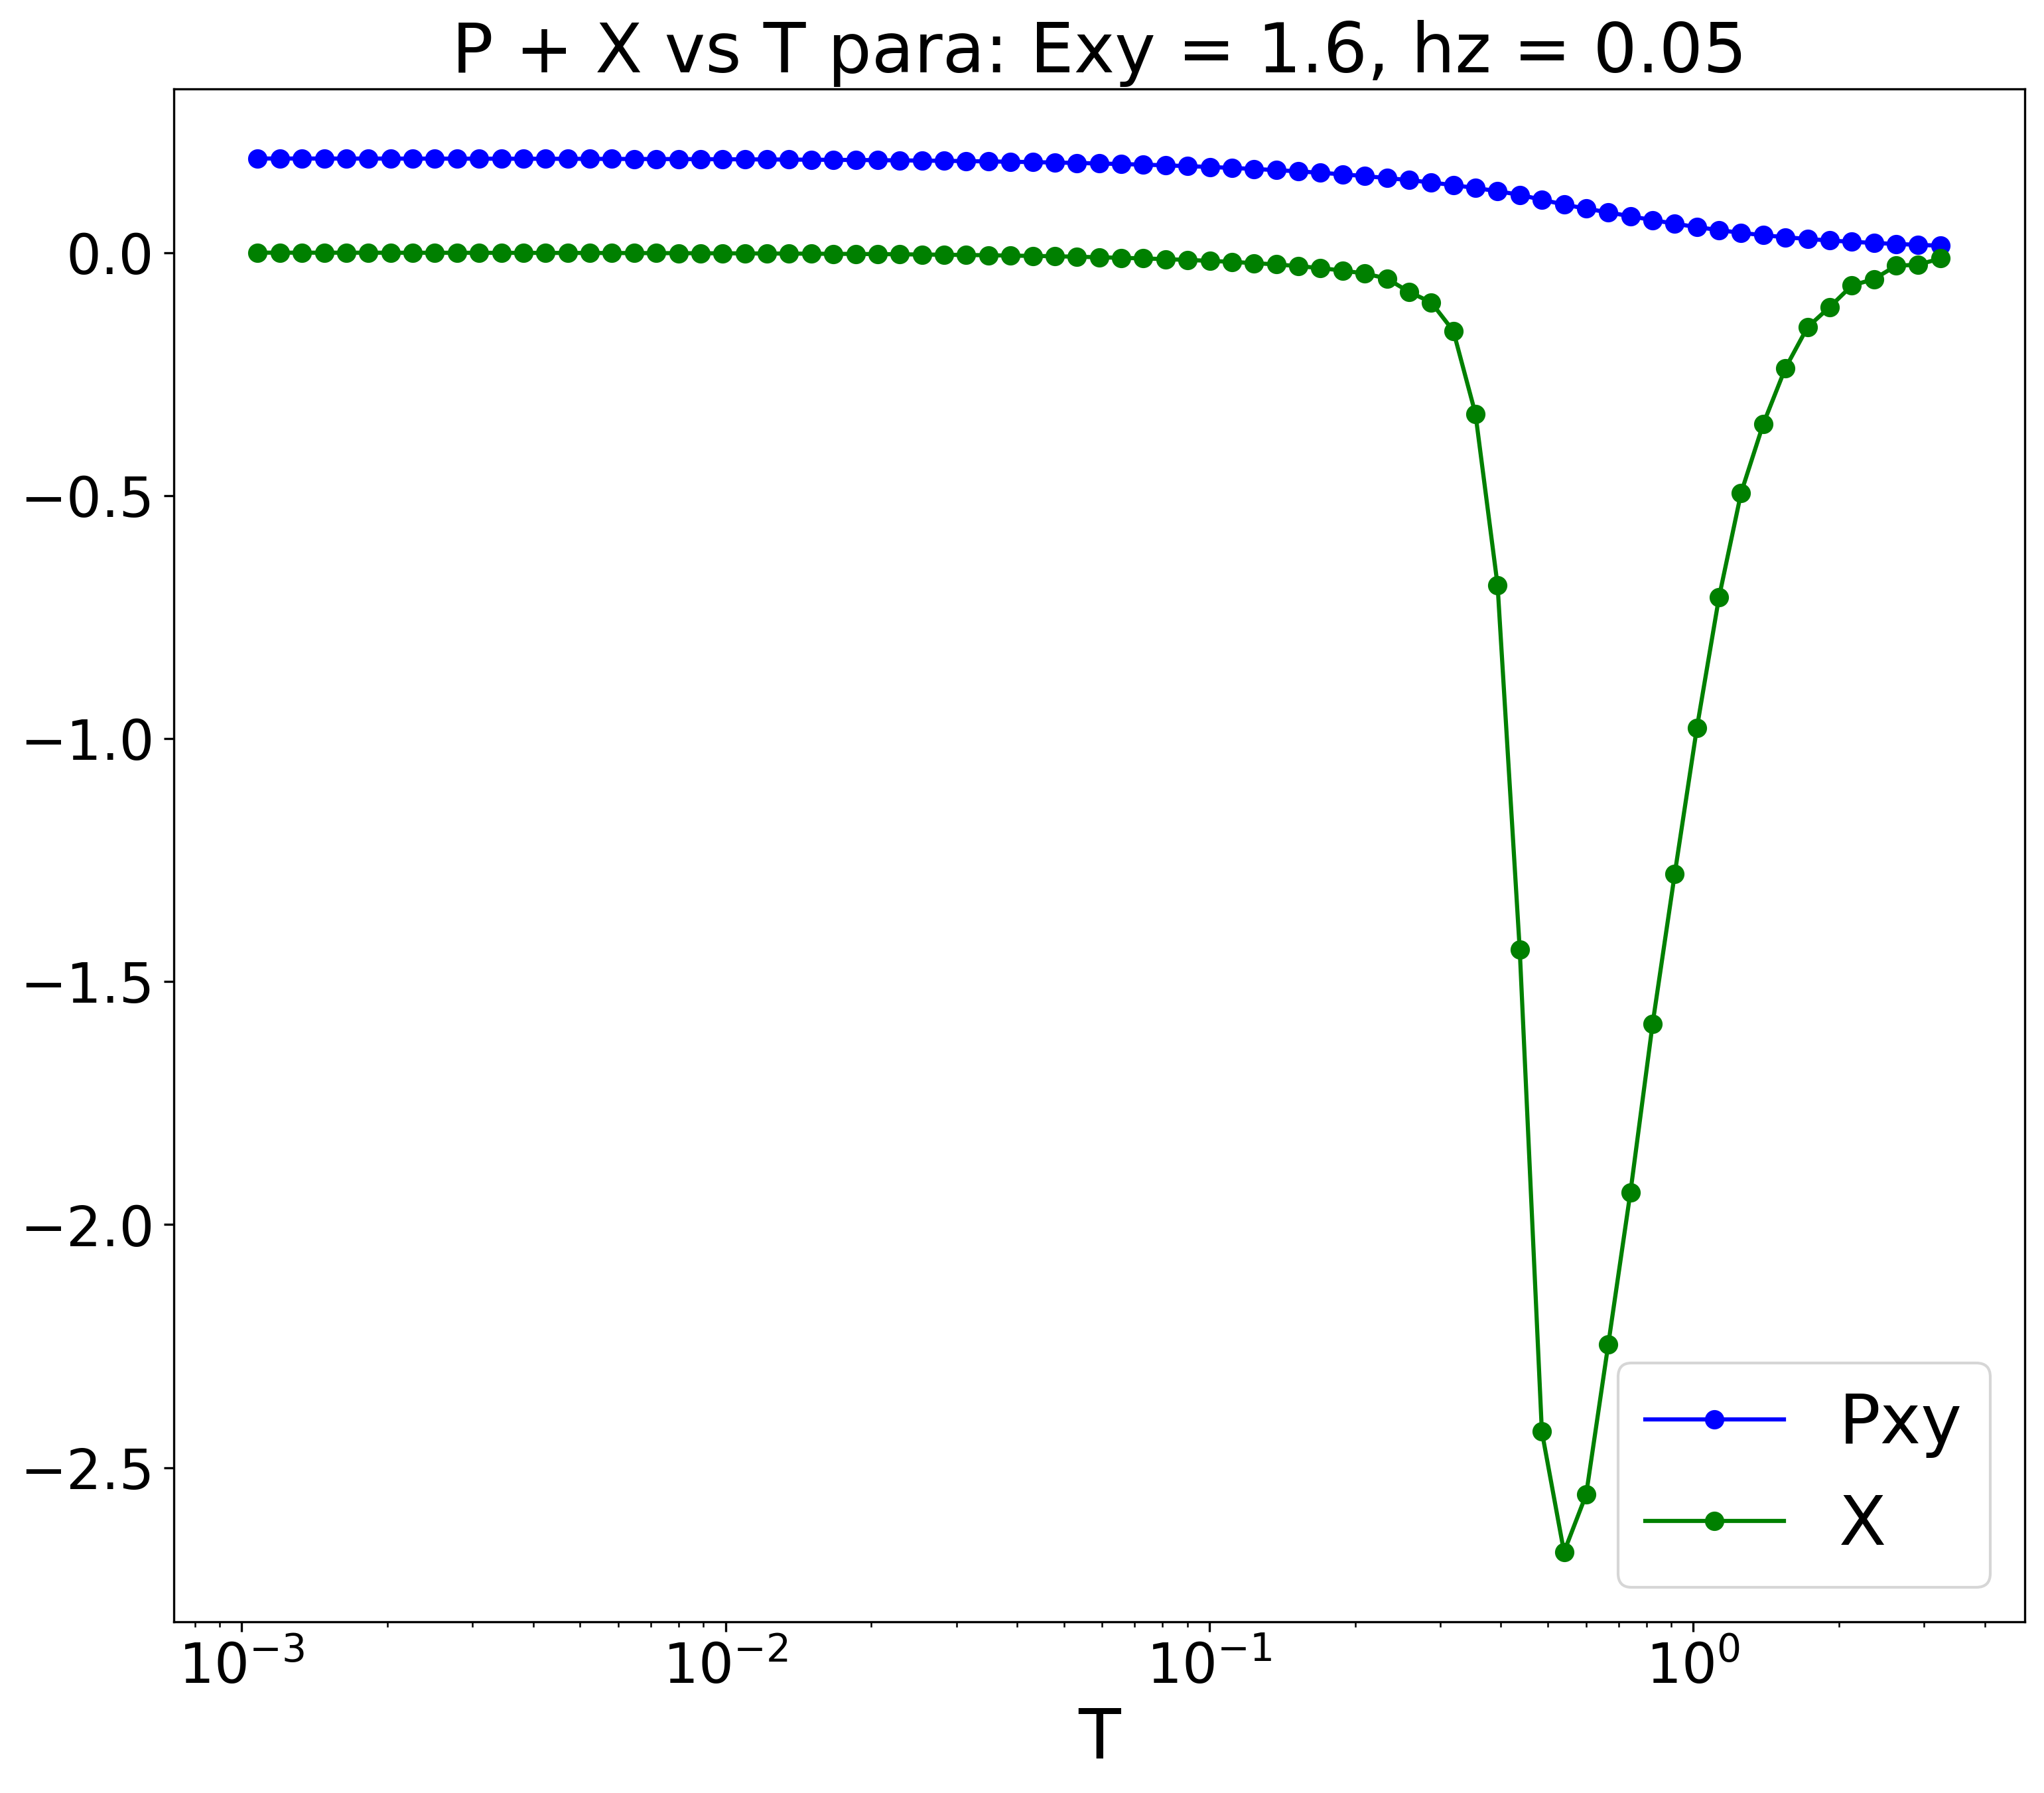 P + X vs T para: Exy = 1.6, hz = 0.05
0.0
−0.5
−1.0
−1.5
−2.0
−2.5
Pxy
X
10⁻³ 10⁻² 10⁻¹ 10⁰
T